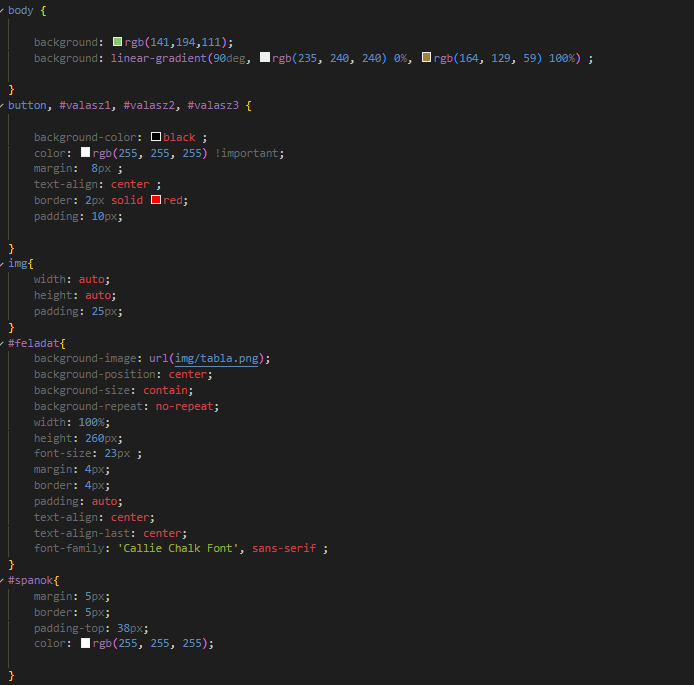 body {
background: rgb(141,194,111);
background: linear-gradient(90deg, rgb(235, 240, 240) 0%, rgb(164, 129, 59) 100%) ;
}
button, #valasz1, #valasz2, #valasz3 {
background-color: black ;
color: rgb(255, 255, 255) !important;
margin:  8px ;
text-align: center ;
border: 2px solid red;
padding: 10px;
}
img{
width: auto;
height: auto;
padding: 25px;
}
#feladat{
background-image: url(img/tabla.png);
background-position: center;
background-size: contain;
background-repeat: no-repeat;
width: 100%;
height: 260px;
font-size: 23px ;
margin: 4px;
border: 4px;
padding: auto;
text-align: center;
text-align-last: center;
font-family: 'Callie Chalk Font', sans-serif ;
}
#spanok{
margin: 5px;
border: 5px;
padding-top: 38px;
color: rgb(255, 255, 255);
}